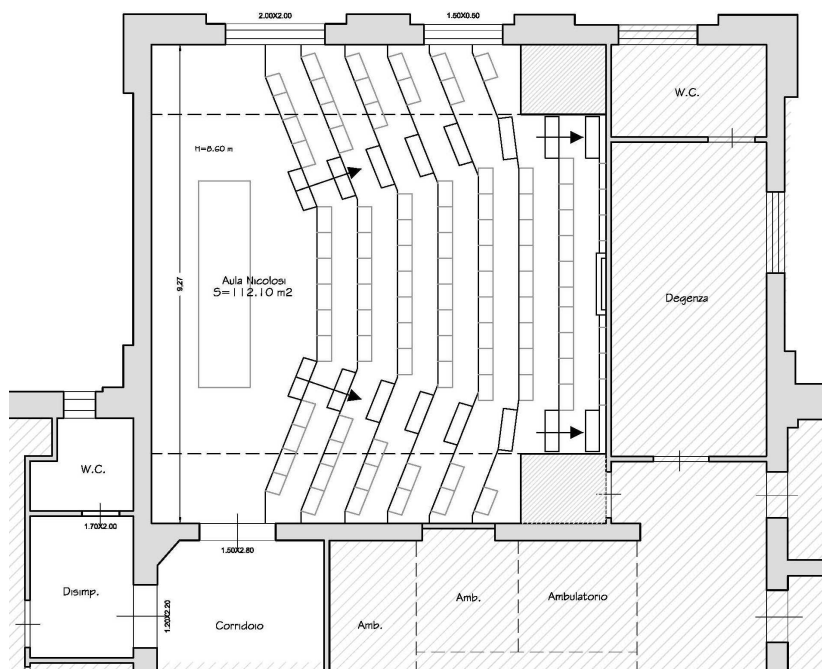 2.00X2.00
1.50X0.50
W.C.
H=8.60 m
9,27
Aula Nicolosi
S=112.10 m2
Degenza
W.C.
1.70X2.00
1.50X2.80
Disimp.
1.20X2.20
Corridoio
Amb.
Amb.
Ambulatorio